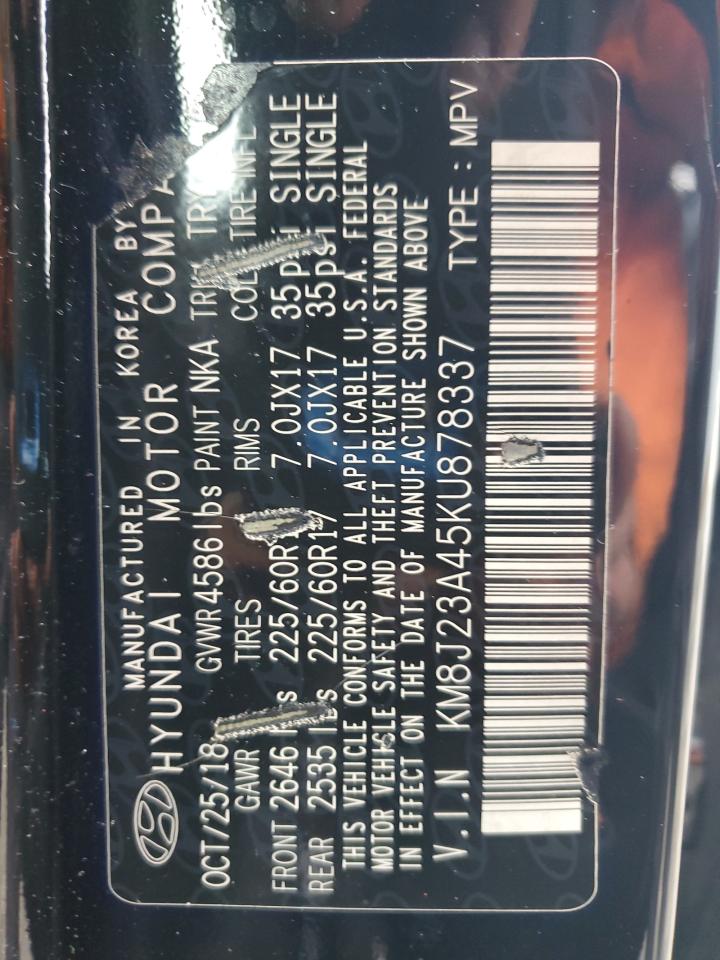 MANUFACTURED IN KOREA BY
HYUNDAI MOTOR
OCT/25/18 GVWR 4586 lbs PAINT NKA
GAWR TIRES RIMS TIRE INFL
FRONT 2646 225/60R 7.0JX17 35psi SINGLE
REAR 2535 lbs 225/60R17 7.0JX17 35psi SINGLE
THIS VEHICLE CONFORMS TO ALL APPLICABLE U.S.A. FEDERAL
MOTOR VEHICLE SAFETY AND THEFT PREVENTION STANDARDS
IN EFFECT ON THE DATE OF MANUFACTURE SHOWN ABOVE
V.I.N KM8J23A45KU878337 TYPE : MPV